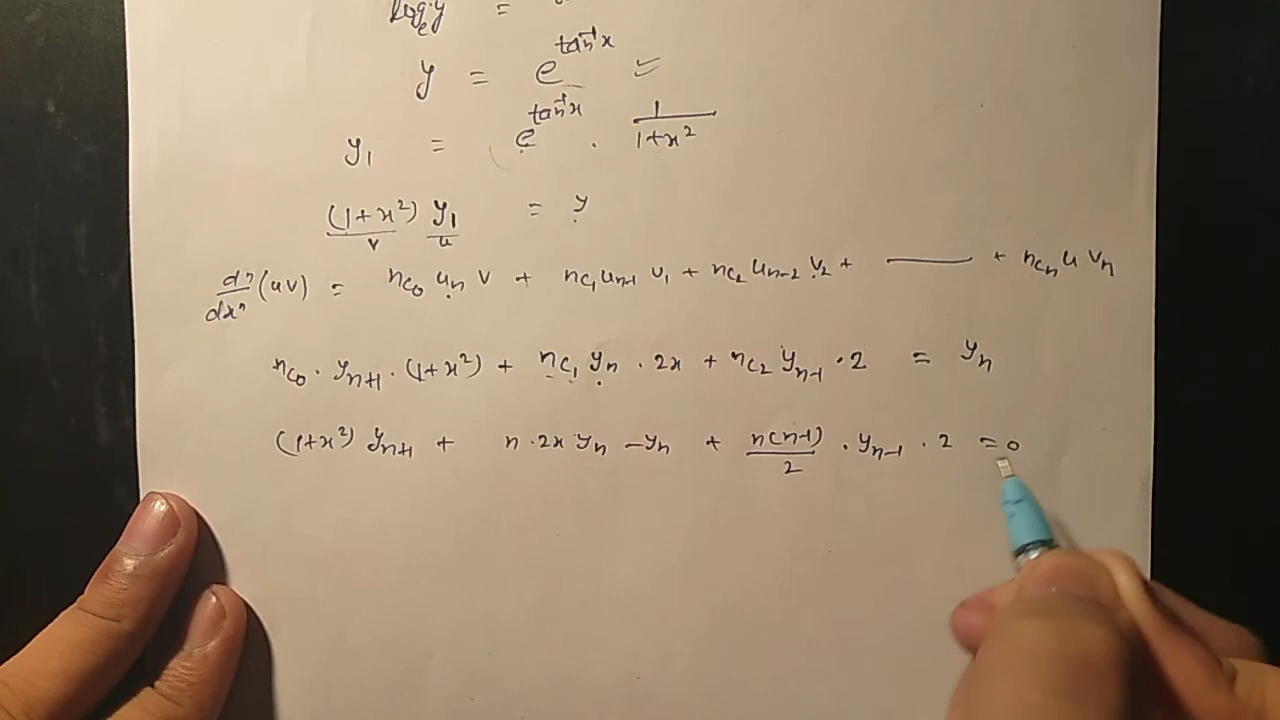 log_e y =
y = e^{tan⁻¹x}
y₁ = e^{tan⁻¹x} . 1/(1+x²)
(1+x²) y₁ = y
v u
dⁿ/dxⁿ (uv) = nC₀ uₙ v + nC₁ uₙ₋₁ v₁ + nC₂ uₙ₋₂ v₂ + —— + nCₙ u vₙ
nC₀ · yₙ₊₁ · (1+x²) + nC₁ yₙ · 2x + nC₂ yₙ₋₁ · 2 = yₙ
(1+x²) yₙ₊₁ + n · 2x yₙ - yₙ + n(n-1)/2 · yₙ₋₁ · 2 = 0